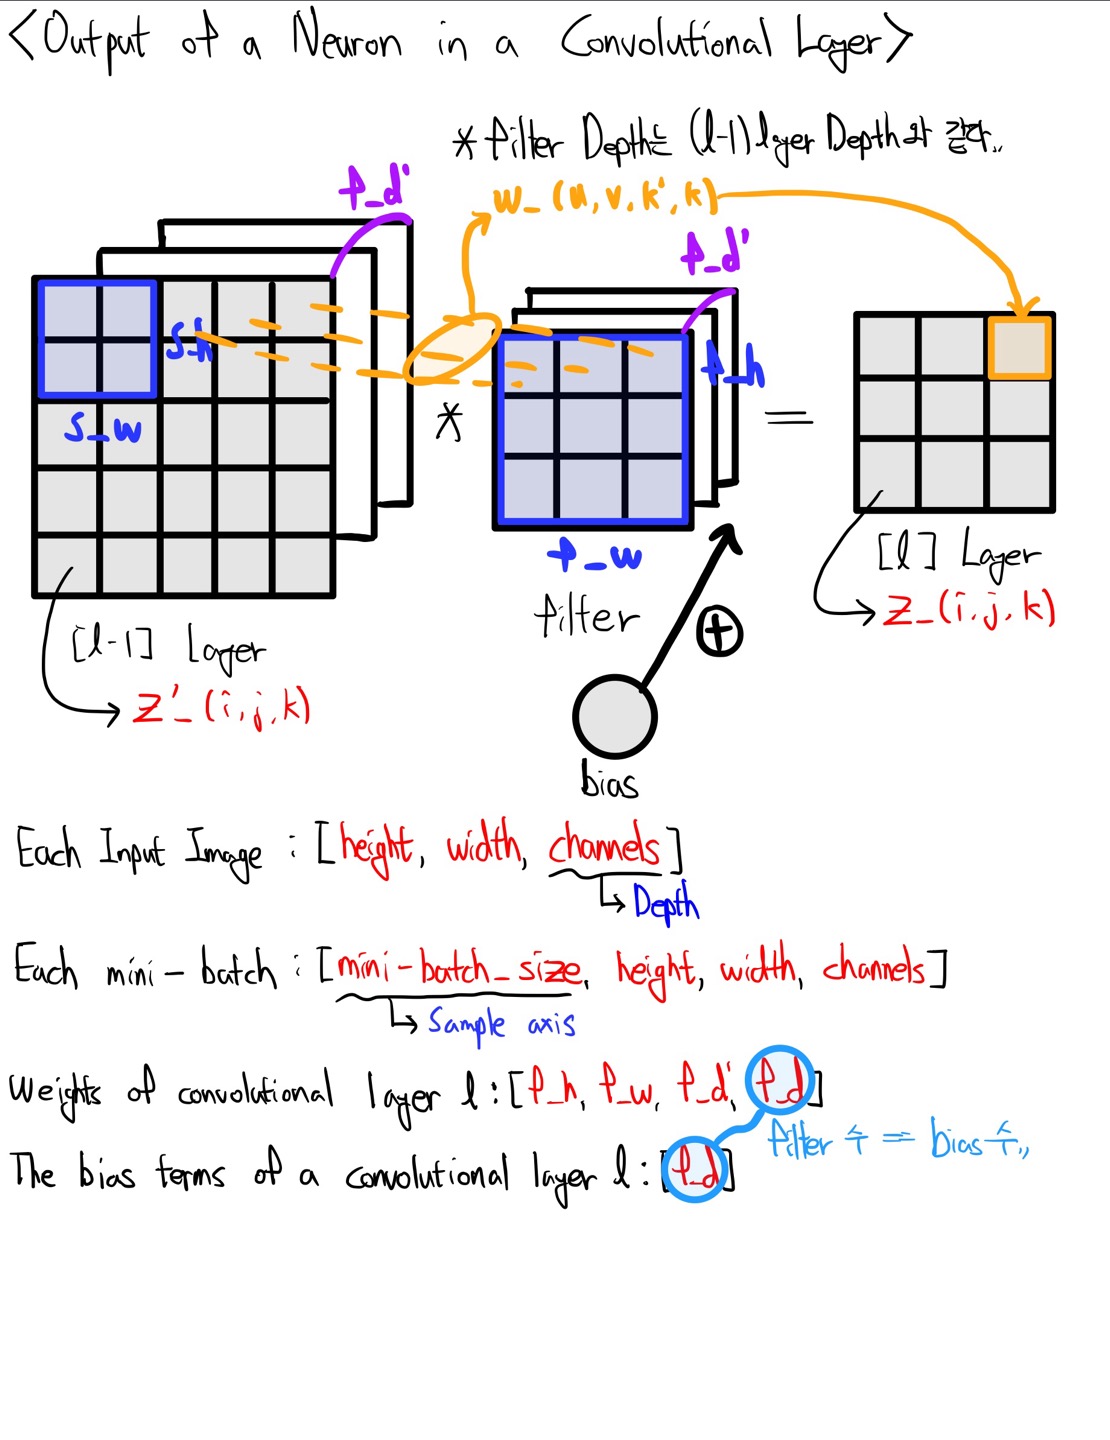 <Output of a Neuron in a Convolutional Layer>
* filter Depth는 (l-1) layer Depth와 같다.,
f_d'
w_(u, v, k', k)
f_d'
s_h
f_h
s_w
*
=
f_w
[l] Layer
filter
z_(i, j, k)
+
[l-1] Layer
z'_(i, j, k)
bias
Each Input Image : [height, width, channels]
↳ Depth
Each mini-batch : [mini-batch_size, height, width, channels]
↳ Sample axis
Weights of convolutional layer l : [f_h, f_w, f_d', f_d]
filter 수 = bias 수.,
The bias terms of a convolutional layer l : [f_d]